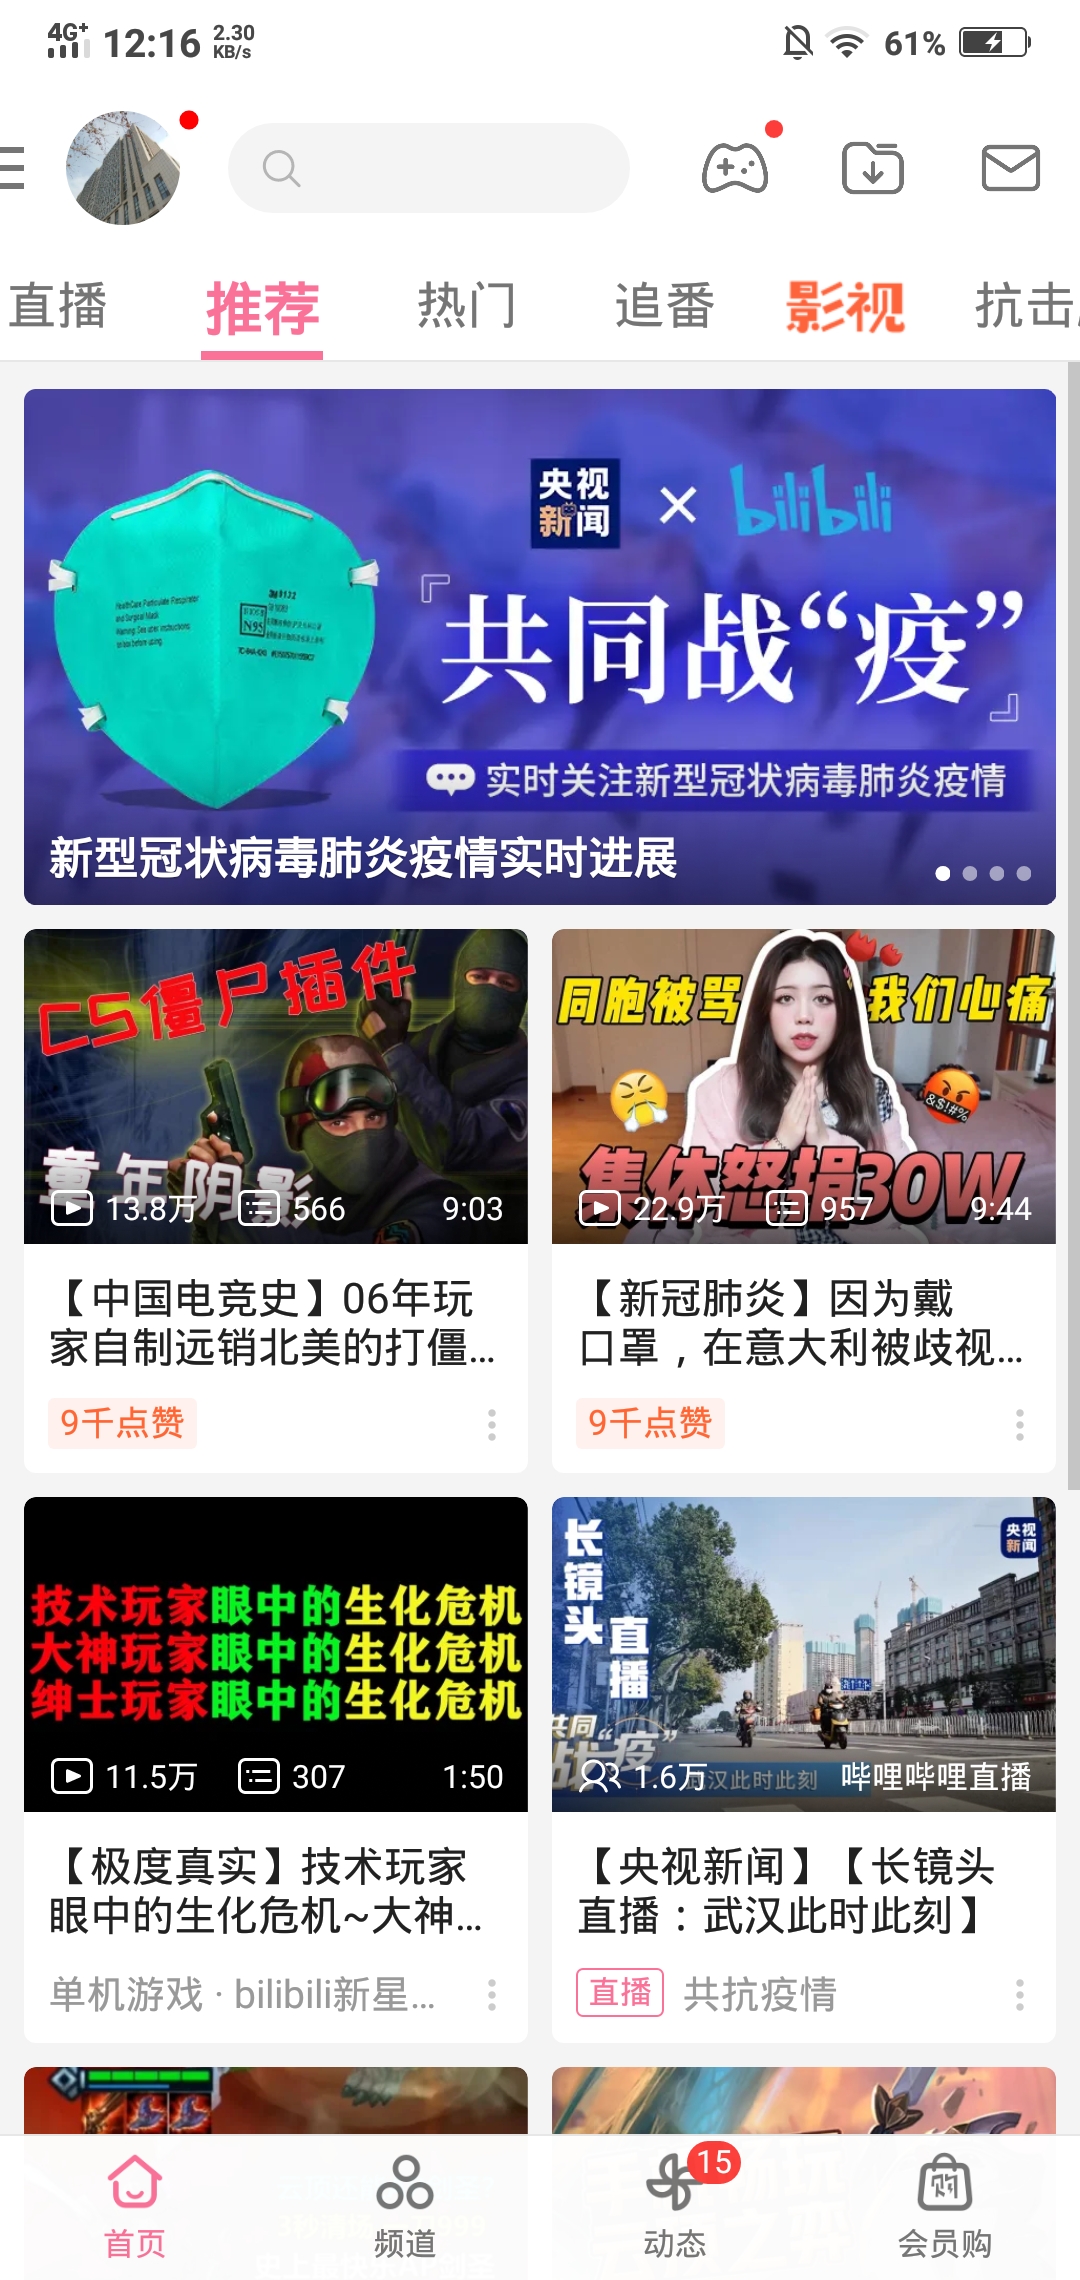 4G+ 12:16 2.30 KB/s 61%
直播 推荐 热门 追番 影视 抗击
央视新闻 × bilibili
『共同战“疫”』
N95
实时关注新型冠状病毒肺炎疫情
新型冠状病毒肺炎疫情实时进展
CS僵尸插件
童年阴影
13.8万 566 9:03
同胞被骂 我们心痛
&$!#%
集体怒捐30W
22.9万 957 9:44
【中国电竞史】06年玩
家自制远销北美的打僵...
9千点赞
【新冠肺炎】因为戴
口罩，在意大利被歧视...
9千点赞
技术玩家眼中的生化危机
大神玩家眼中的生化危机
绅士玩家眼中的生化危机
11.5万 307 1:50
长镜头
直播
央视新闻
共同战“疫”
武汉此时此刻
1.6万 哔哩哔哩直播
【极度真实】技术玩家
眼中的生化危机~大神...
单机游戏 · bilibili新星...
【央视新闻】【长镜头
直播：武汉此时此刻】
直播 共抗疫情
15
首页 频道 动态 会员购